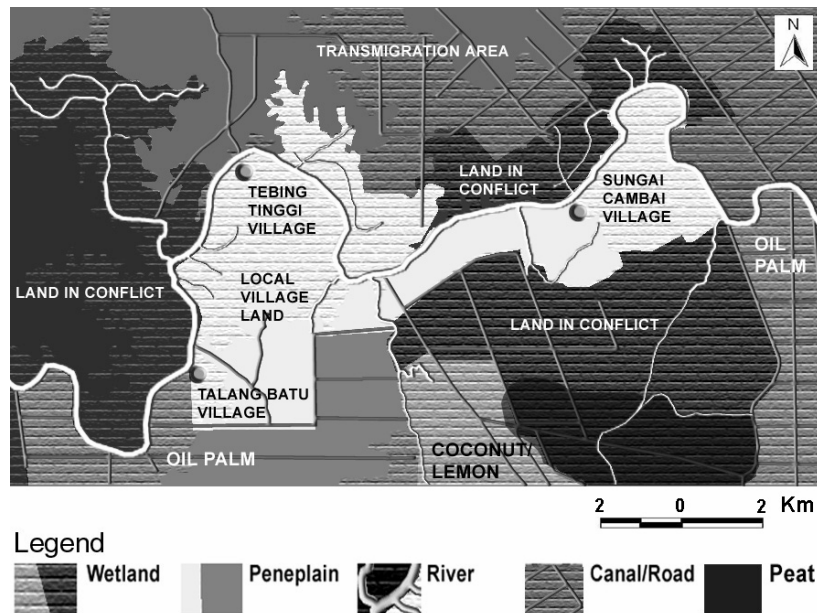 N
TRANSMIGRATION AREA
TEBING
TINGGI
VILLAGE
LAND IN
CONFLICT
SUNGAI
CAMBAI
VILLAGE
OIL
PALM
LAND IN CONFLICT
LOCAL
VILLAGE
LAND
LAND IN CONFLICT
TALANG BATU
VILLAGE
OIL PALM
COCONUT/
LEMON
2 0 2 Km
Legend
Wetland Peneplain River Canal/Road Peat